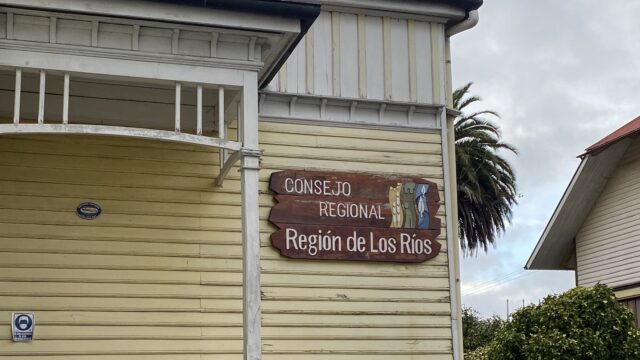 CONSEJO
REGIONAL
Región de Los Ríos